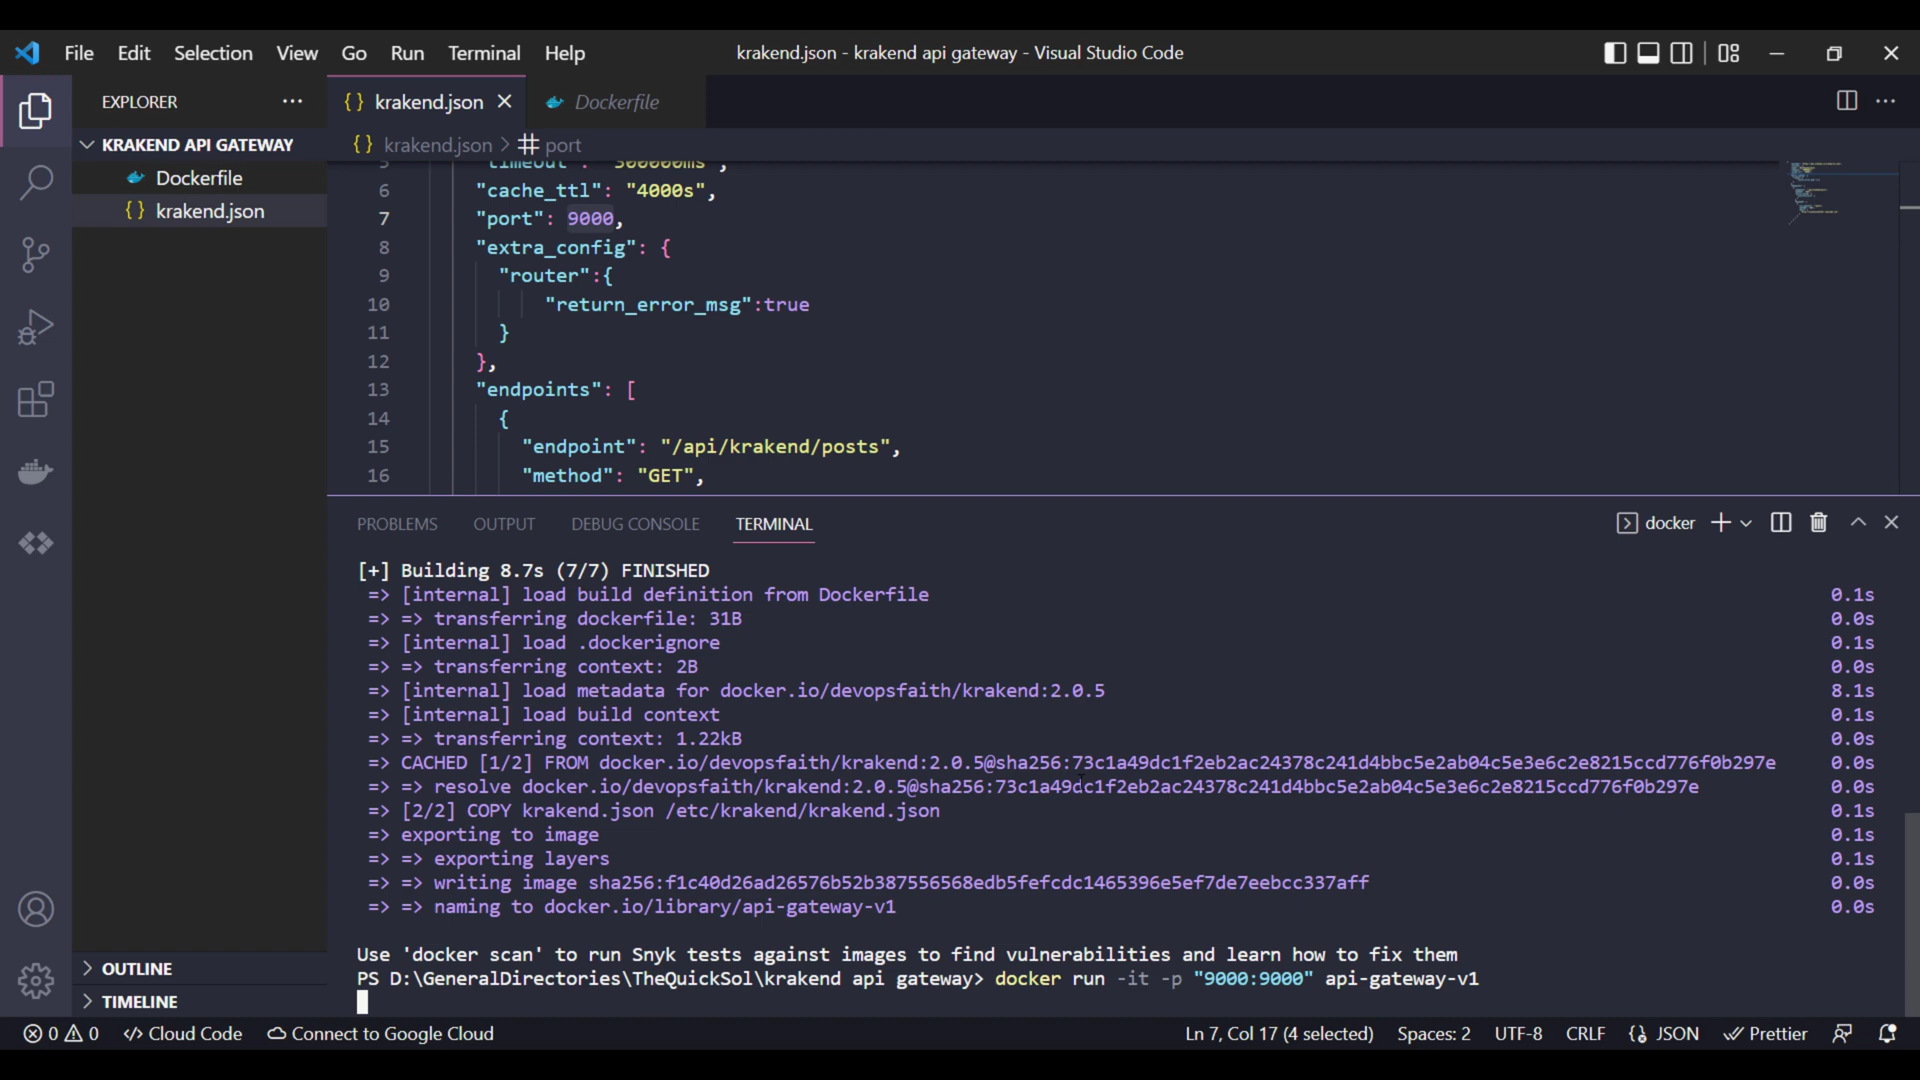 File Edit Selection View Go Run Terminal Help
krakend.json - krakend api gateway - Visual Studio Code
EXPLORER
krakend.json
Dockerfile
KRAKEND API GATEWAY
Dockerfile
krakend.json
krakend.json > port
5 "timeout": "300000ms",
6 "cache_ttl": "4000s",
7 "port": 9000,
8 "extra_config": {
9 "router":{
10 "return_error_msg":true
11 }
12 },
13 "endpoints": [
14 {
15 "endpoint": "/api/krakend/posts",
16 "method": "GET",
PROBLEMS OUTPUT DEBUG CONSOLE TERMINAL
docker
[+] Building 8.7s (7/7) FINISHED
=> [internal] load build definition from Dockerfile 0.1s
=> => transferring dockerfile: 31B 0.0s
=> [internal] load .dockerignore 0.1s
=> => transferring context: 2B 0.0s
=> [internal] load metadata for docker.io/devopsfaith/krakend:2.0.5 8.1s
=> [internal] load build context 0.1s
=> => transferring context: 1.22kB 0.0s
=> CACHED [1/2] FROM docker.io/devopsfaith/krakend:2.0.5@sha256:73c1a49dc1f2eb2ac24378c241d4bbc5e2ab04c5e3e6c2e8215ccd776f0b297e 0.0s
=> => resolve docker.io/devopsfaith/krakend:2.0.5@sha256:73c1a49dc1f2eb2ac24378c241d4bbc5e2ab04c5e3e6c2e8215ccd776f0b297e 0.0s
=> [2/2] COPY krakend.json /etc/krakend/krakend.json 0.1s
=> exporting to image 0.1s
=> => exporting layers 0.1s
=> => writing image sha256:f1c40d26ad26576b52b387556568edb5fefcdc1465396e5ef7de7eebcc337aff 0.0s
=> => naming to docker.io/library/api-gateway-v1 0.0s
Use 'docker scan' to run Snyk tests against images to find vulnerabilities and learn how to fix them
PS D:\GeneralDirectories\TheQuickSol\krakend api gateway> docker run -it -p "9000:9000" api-gateway-v1
OUTLINE
TIMELINE
0 0 Cloud Code Connect to Google Cloud
Ln 7, Col 17 (4 selected) Spaces: 2 UTF-8 CRLF JSON Prettier